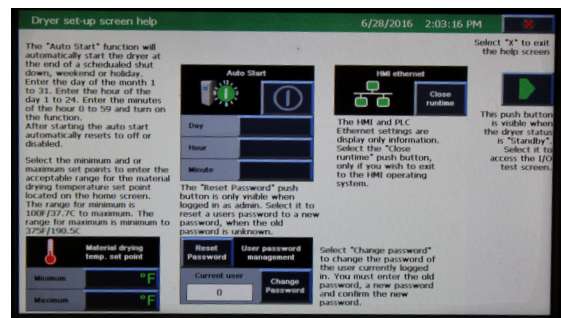 Dryer set-up screen help
6/28/2016 2:03:16 PM
The "Auto Start" function will
automatically start the dryer at
the end of a schedualed shut
down, weekend or holiday.
Enter the day of the month 1
to 31. Enter the hour of the
day 1 to 24. Enter the minutes
of the hour 0 to 59 and turn on
the function.
After starting the auto start
automatically resets to off or
disabled.
Select the minimum and or
maximum set points to enter the
acceptable range for the material
drying temperature set point
located on the home screen.
The range for minimum is
100F/37.7C to maximum. The
range for maximum is minimum to
375F/190.5C
Material drying
temp. set point
Minimum °F
Maximum °F
Auto Start
12
Day
Hour
Minute
The "Reset Password" push
button is only visible when
logged in as admin. Select it to
reset a users password to a new
password, when the old
password is unknown.
Reset
Password
User password
management
Current user
0
Change
Password
HMI ethernet
Close
runtime
The HMI and PLC
Ethernet settings are
display only information.
Select the "Close
runtime" push button,
only if you wish to exit
to the HMI operating
system.
Select "Change password"
to change the password of
the user currently logged
in. You must enter the old
password, a new password
and confirm the new
password.
Select "X" to exit
the help screen
This push button
is visible when
the dryer status
is "Standby".
Select it to
access the I/O
test screen.